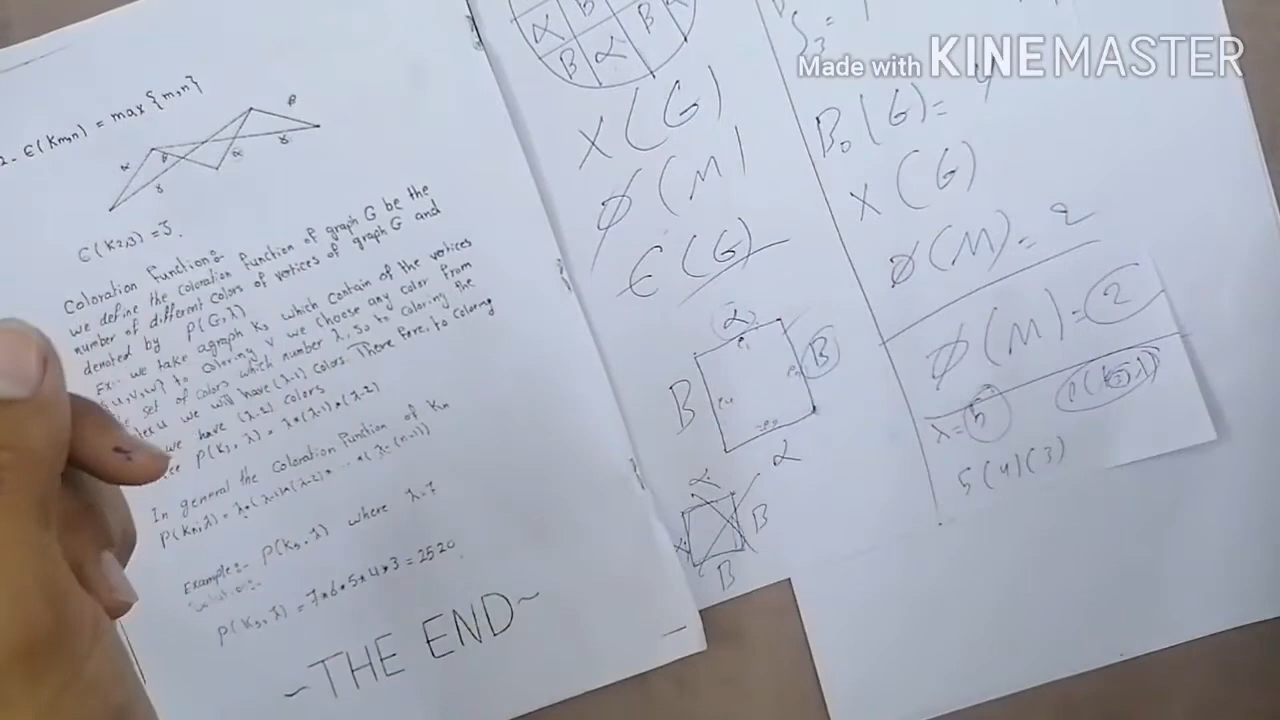 Made with KINEMASTER
2- ϵ(Km,n) = max{m,n}
α
β
γ
α
β
γ
ϵ(K2,3) = 3.
Coloration Function:-
we define the coloration function of graph G be the
number of different colors of vertices of graph G and
denoted by P(G,λ)
Ex:- we take agraph K3 which contain of the vertices
u,v,w} to coloring v we choose any color from
set of colors which number λ, so to coloring the
u we will have (λ-1) colors. There fore, to coloring
we have (λ-2) colors
P(K3, λ) = λ*(λ-1)*(λ-2)
In general the coloration function of Kn
P(Kn,λ) = λ*(λ-1)*(λ-2)*...*(λ-(n-1))
Example:- P(K5,λ) where λ=7
Solution:-
P(K5,λ) = 7*6*5*4*3 = 2520
~THE END~
α B B
B α
X(G)
ϕ(M)
ϵ(G)
α
e1
B
B
α
α
B
B
B0(G)= 4
X(G)
ϕ(M)= 2
ϕ(M)=2
λ=5
P(K3,λ)
5(4)(3)